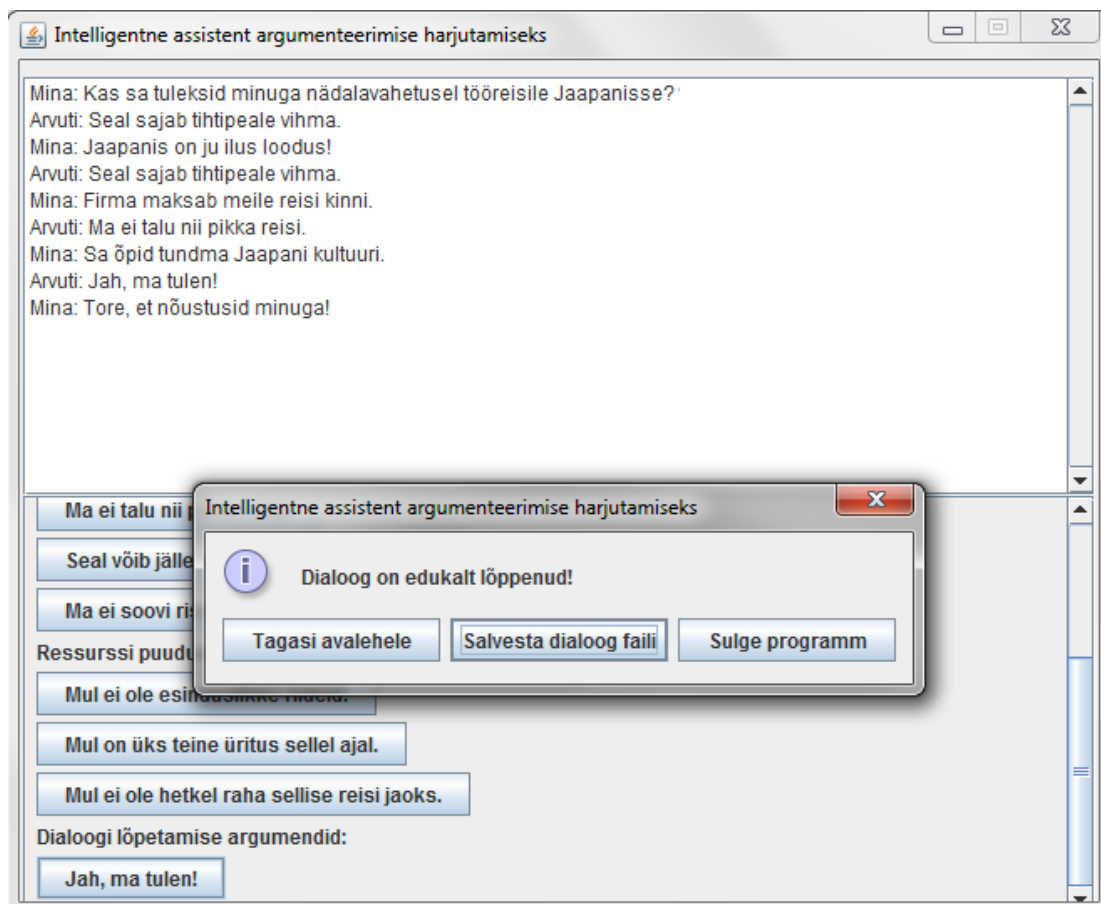 Intelligentne assistent argumenteerimise harjutamiseks
Mina: Kas sa tuleksid minuga nädalavahetusel tööreisile Jaapanisse?
Arvuti: Seal sajab tihtipeale vihma.
Mina: Jaapanis on ju ilus loodus!
Arvuti: Seal sajab tihtipeale vihma.
Mina: Firma maksab meile reisi kinni.
Arvuti: Ma ei talu nii pikka reisi.
Mina: Sa õpid tundma Jaapani kultuuri.
Arvuti: Jah, ma tulen!
Mina: Tore, et nõustusid minuga!
Ma ei talu nii
Intelligentne assistent argumenteerimise harjutamiseks
Seal võib jälle
Dialoog on edukalt lõppenud!
Ma ei soovi
Tagasi avalehele
Salvesta dialoog faili
Sulge programm
Ressurssi
Mul ei ole
Mul on üks teine üritus sellel ajal.
Mul ei ole hetkel raha sellise reisi jaoks.
Dialoogi lõpetamise argumendid:
Jah, ma tulen!